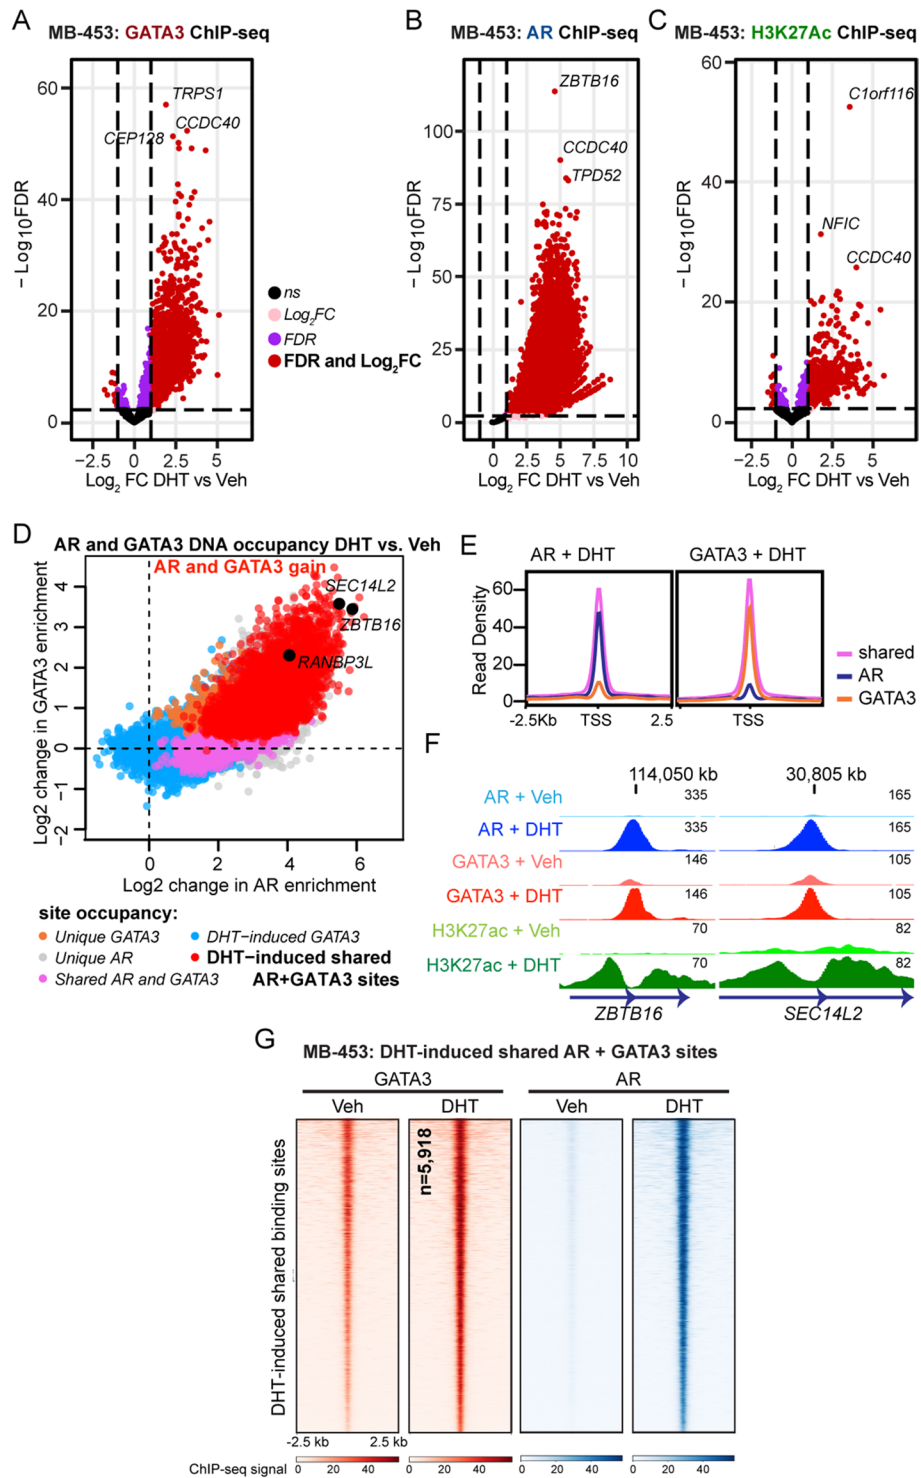 A
MB-453: GATA3 ChIP-seq
60
40
20
0
−2.5
0
2.5
5
− Log10FDR
Log2 FC DHT vs Veh
TRPS1
CCDC40
CEP128
ns
Log2FC
FDR
FDR and Log2FC
B
MB-453: AR ChIP-seq
100
75
50
25
0
0
2.5
5
7.5
10
− Log10FDR
Log2 FC DHT vs Veh
ZBTB16
CCDC40
TPD52
C
MB-453: H3K27Ac ChIP-seq
60
40
20
0
−2.5
0
2.5
5
− Log10FDR
Log2 FC DHT vs Veh
C1orf116
NFIC
CCDC40
D
AR and GATA3 DNA occupancy DHT vs. Veh
AR and GATA3 gain
SEC14L2
ZBTB16
RANBP3L
4
3
2
1
0
−1
−2
0
2
4
6
Log2 change in GATA3 enrichment
Log2 change in AR enrichment
site occupancy:
Unique GATA3
Unique AR
Shared AR and GATA3
DHT−induced GATA3
DHT−induced shared
AR+GATA3 sites
E
AR + DHT
GATA3 + DHT
Read Density
60
40
20
0
-2.5Kb
TSS
2.5
TSS
shared
AR
GATA3
F
114,050 kb
30,805 kb
AR + Veh
335
165
AR + DHT
335
165
GATA3 + Veh
146
105
GATA3 + DHT
146
105
H3K27ac + Veh
70
82
H3K27ac + DHT
70
82
ZBTB16
SEC14L2
G
MB-453: DHT-induced shared AR + GATA3 sites
GATA3
AR
Veh
DHT
Veh
DHT
n=5,918
DHT-induced shared binding sites
-2.5 kb
2.5 kb
ChIP-seq signal
0
20
40
0
20
40
0
20
40
0
20
40